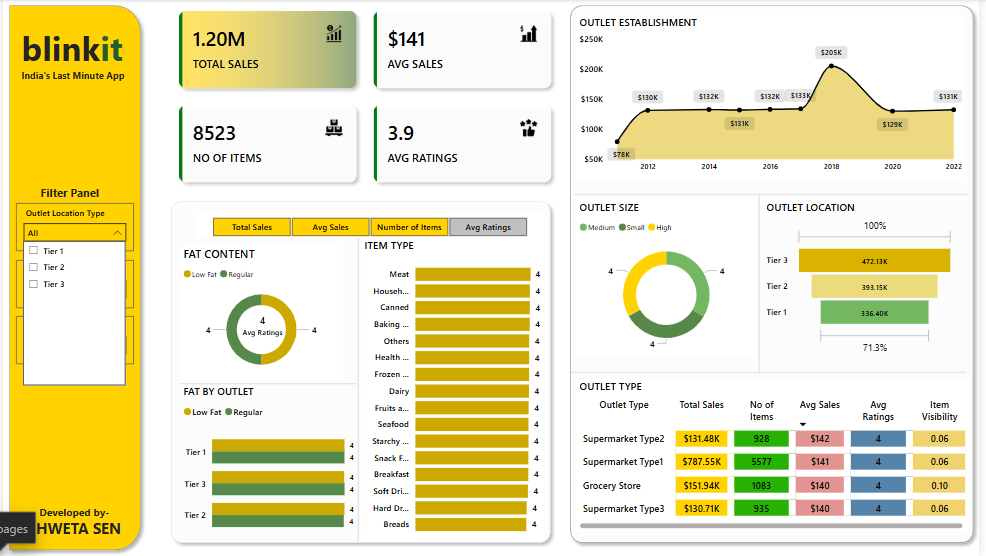 blinkit
India's Last Minute App
Filter Panel
Outlet Location Type
All
Tier 1
Tier 2
Tier 3
Developed by-
HWETA SEN
pages
1.20M
TOTAL SALES
$141
AVG SALES
8523
NO OF ITEMS
3.9
AVG RATINGS
Total Sales
Avg Sales
Number of Items
Avg Ratings
FAT CONTENT
Low Fat
Regular
4
4
Avg Ratings
4
FAT BY OUTLET
Low Fat
Regular
Tier 1
4
4
Tier 3
4
4
Tier 2
4
4
ITEM TYPE
Meat 4
Househ... 4
Canned 4
Baking ... 4
Others 4
Health ... 4
Frozen ... 4
Dairy 4
Fruits a... 4
Seafood 4
Starchy ... 4
Snack F... 4
Breakfast 4
Soft Dri... 4
Hard Dr... 4
Breads 4
OUTLET ESTABLISHMENT
$250K
$200K
$150K
$100K
$50K
$78K
$130K
$132K
$131K
$132K
$133K
$205K
$129K
$131K
2012
2014
2016
2018
2020
2022
OUTLET SIZE
Medium
Small
High
4
4
4
OUTLET LOCATION
100%
Tier 3 472.13K
Tier 2 393.15K
Tier 1 336.40K
71.3%
OUTLET TYPE
Outlet Type Total Sales No of Items Avg Sales Avg Ratings Item Visibility
Supermarket Type2 $131.48K 928 $142 4 0.06
Supermarket Type1 $787.55K 5577 $141 4 0.06
Grocery Store $151.94K 1083 $140 4 0.10
Supermarket Type3 $130.71K 935 $140 4 0.06